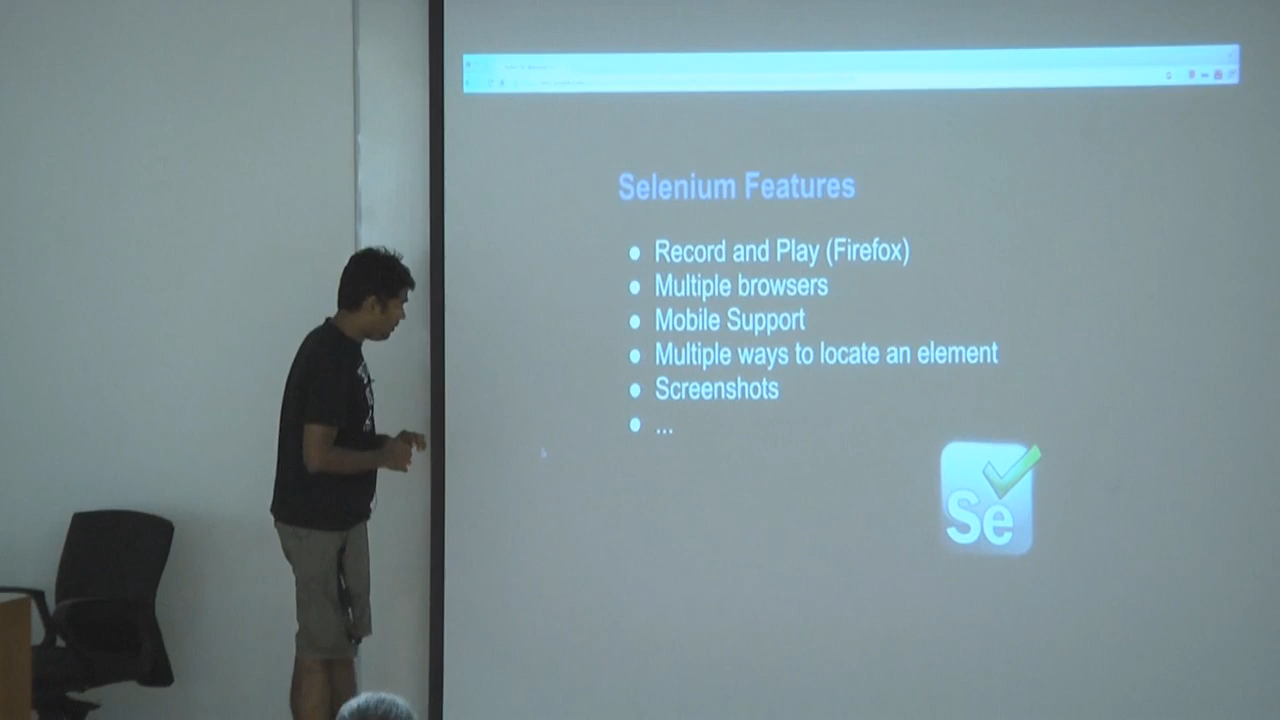 Selenium Features
● Record and Play (Firefox)
● Multiple browsers
● Mobile Support
● Multiple ways to locate an element
● Screenshots
● ...
Se